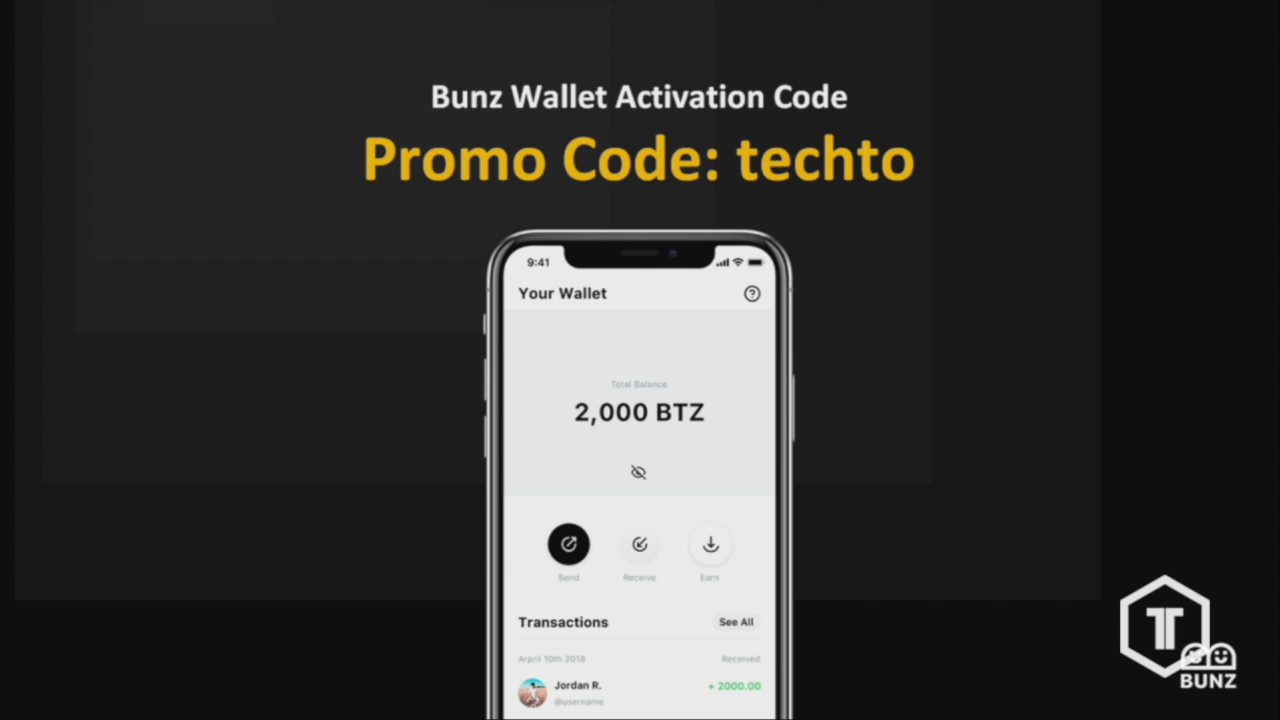 Bunz Wallet Activation Code
Promo Code: techto
9:41
Your Wallet
Total Balance
2,000 BTZ
Send Receive Earn
Transactions See All
Arpril 10th 2018 Received
Jordan R. + 2000.00
@username
T
BUNZ